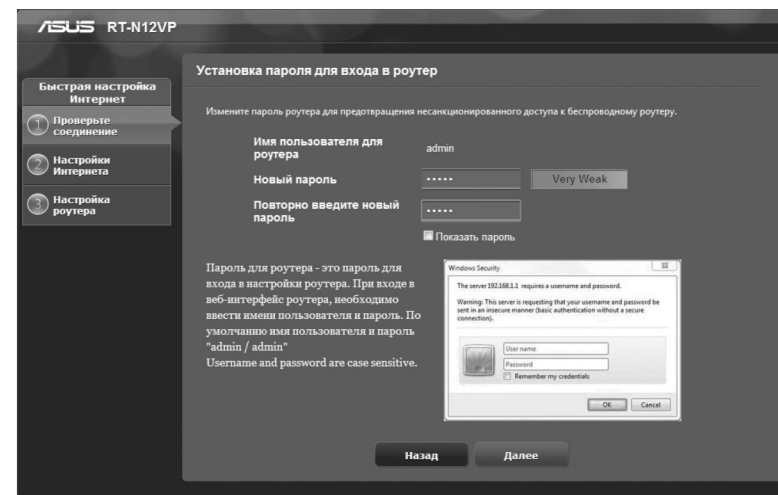 ASUS RT-N12VP
Быстрая настройка
Интернет
1 Проверьте
соединение
2 Настройки
Интернета
3 Настройка
роутера
Установка пароля для входа в роутер
Измените пароль роутера для предотвращения несанкционированного доступа к беспроводному роутеру.
Имя пользователя для
роутера
admin
Новый пароль
•••••
Very Weak
Повторно введите новый
пароль
•••••
Показать пароль
Пароль для роутера - это пароль для
входа в настройки роутера. При входе в
веб-интерфейс роутера, необходимо
ввести имени пользователя и пароль. По
умолчанию имя пользователя и пароль
"admin / admin"
Username and password are case sensitive.
Windows Security
The server 192.168.1.1 requires a username and password.
Warning: This server is requesting that your username and password be
sent in an insecure manner (basic authentication without a secure
connection).
User name
Password
Remember my credentials
OK Cancel
Назад Далее